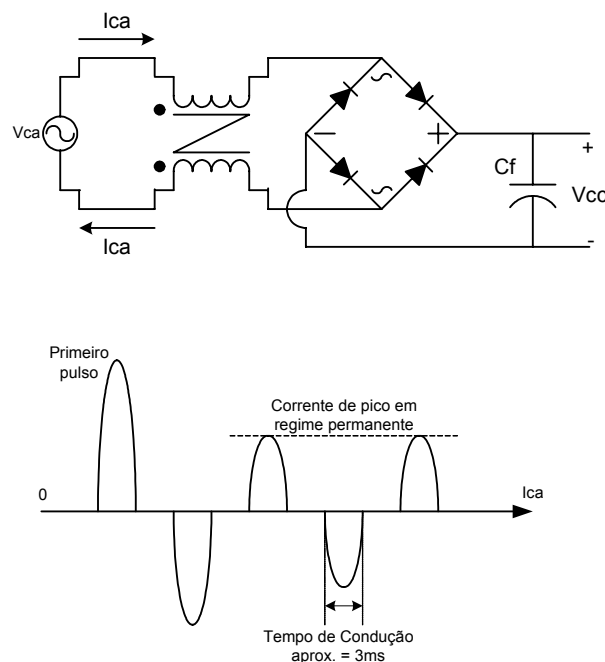 Ica
Vca
Ica
+
Cf
Vcc
-
Primeiro
pulso
Corrente de pico em
regime permanente
0
Ica
Tempo de Condução
aprox. = 3ms